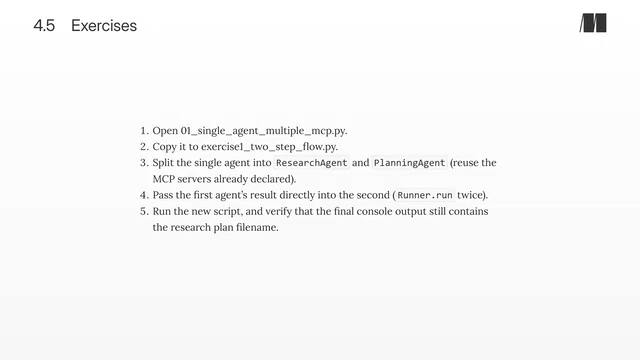 4.5 Exercises
1. Open 01_single_agent_multiple_mcp.py.
2. Copy it to exercise1_two_step_flow.py.
3. Split the single agent into ResearchAgent and PlanningAgent (reuse the
MCP servers already declared).
4. Pass the first agent's result directly into the second (Runner.run twice).
5. Run the new script, and verify that the final console output still contains
the research plan filename.